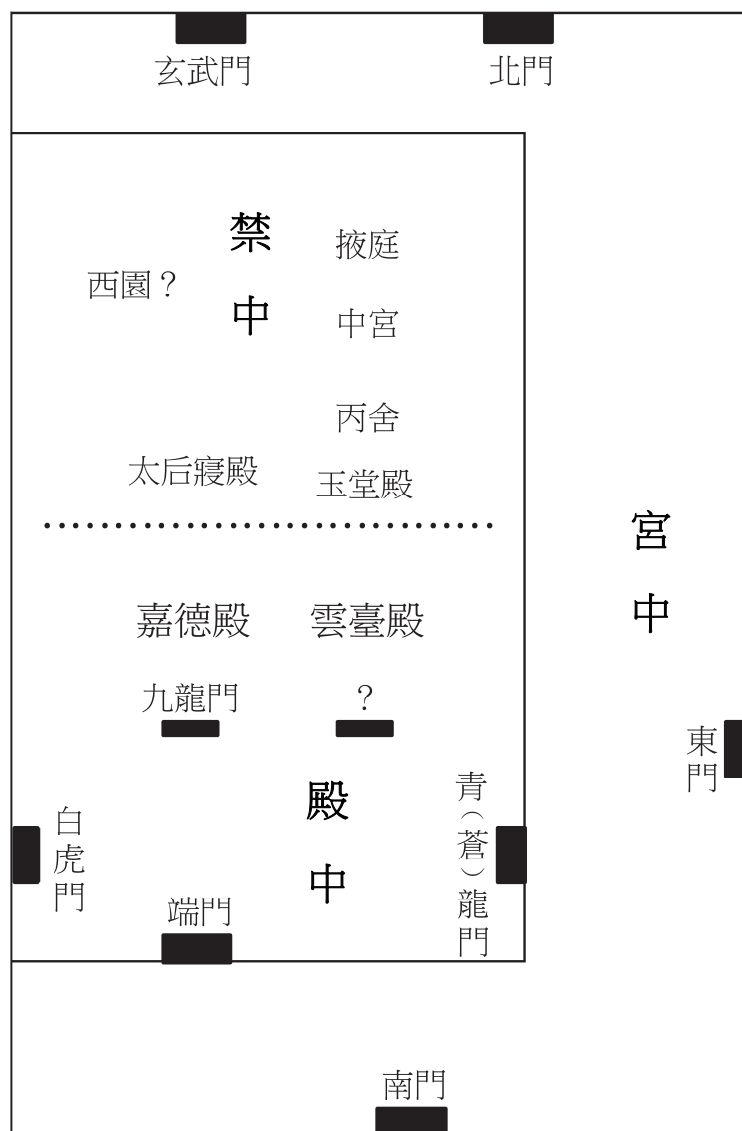 玄武門
北門
禁中
掖庭
西園？
中宮
丙舍
太后寢殿
玉堂殿
宮中
嘉德殿
雲臺殿
九龍門
？
東門
殿中
青（蒼）龍門
白虎門
端門
南門